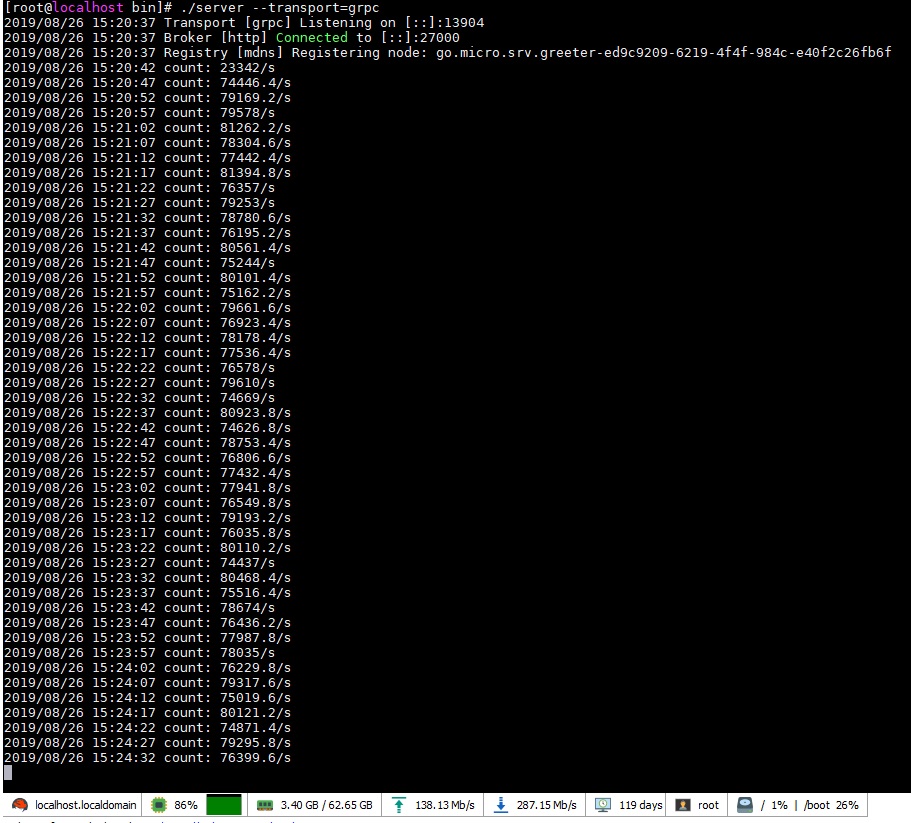 [root@localhost bin]# ./server --transport=grpc
2019/08/26 15:20:37 Transport [grpc] Listening on [::]:13904
2019/08/26 15:20:37 Broker [http] Connected to [::]:27000
2019/08/26 15:20:37 Registry [mdns] Registering node: go.micro.srv.greeter-ed9c9209-6219-4f4f-984c-e40f2c26fb6f
2019/08/26 15:20:42 count: 23342/s
2019/08/26 15:20:47 count: 74446.4/s
2019/08/26 15:20:52 count: 79169.2/s
2019/08/26 15:20:57 count: 79578/s
2019/08/26 15:21:02 count: 81262.2/s
2019/08/26 15:21:07 count: 78304.6/s
2019/08/26 15:21:12 count: 77442.4/s
2019/08/26 15:21:17 count: 81394.8/s
2019/08/26 15:21:22 count: 76357/s
2019/08/26 15:21:27 count: 79253/s
2019/08/26 15:21:32 count: 78780.6/s
2019/08/26 15:21:37 count: 76195.2/s
2019/08/26 15:21:42 count: 80561.4/s
2019/08/26 15:21:47 count: 75244/s
2019/08/26 15:21:52 count: 80101.4/s
2019/08/26 15:21:57 count: 75162.2/s
2019/08/26 15:22:02 count: 79661.6/s
2019/08/26 15:22:07 count: 76923.4/s
2019/08/26 15:22:12 count: 78178.4/s
2019/08/26 15:22:17 count: 77536.4/s
2019/08/26 15:22:22 count: 76578/s
2019/08/26 15:22:27 count: 79610/s
2019/08/26 15:22:32 count: 74669/s
2019/08/26 15:22:37 count: 80923.8/s
2019/08/26 15:22:42 count: 74626.8/s
2019/08/26 15:22:47 count: 78753.4/s
2019/08/26 15:22:52 count: 76806.6/s
2019/08/26 15:22:57 count: 77432.4/s
2019/08/26 15:23:02 count: 77941.8/s
2019/08/26 15:23:07 count: 76549.8/s
2019/08/26 15:23:12 count: 79193.2/s
2019/08/26 15:23:17 count: 76035.8/s
2019/08/26 15:23:22 count: 80110.2/s
2019/08/26 15:23:27 count: 74437/s
2019/08/26 15:23:32 count: 80468.4/s
2019/08/26 15:23:37 count: 75516.4/s
2019/08/26 15:23:42 count: 78674/s
2019/08/26 15:23:47 count: 76436.2/s
2019/08/26 15:23:52 count: 77987.8/s
2019/08/26 15:23:57 count: 78035/s
2019/08/26 15:24:02 count: 76229.8/s
2019/08/26 15:24:07 count: 79317.6/s
2019/08/26 15:24:12 count: 75019.6/s
2019/08/26 15:24:17 count: 80121.2/s
2019/08/26 15:24:22 count: 74871.4/s
2019/08/26 15:24:27 count: 79295.8/s
2019/08/26 15:24:32 count: 76399.6/s
localhost.localdomain 86% 3.40 GB / 62.65 GB 138.13 Mb/s 287.15 Mb/s 119 days root / 1% | /boot 26%